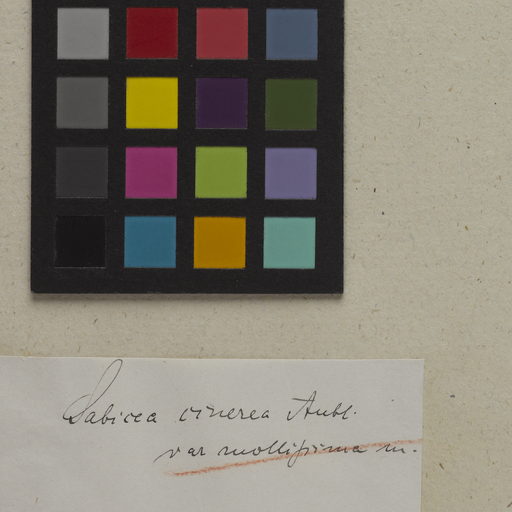 Sabicea cinerea Aubl.
var mollissima m.